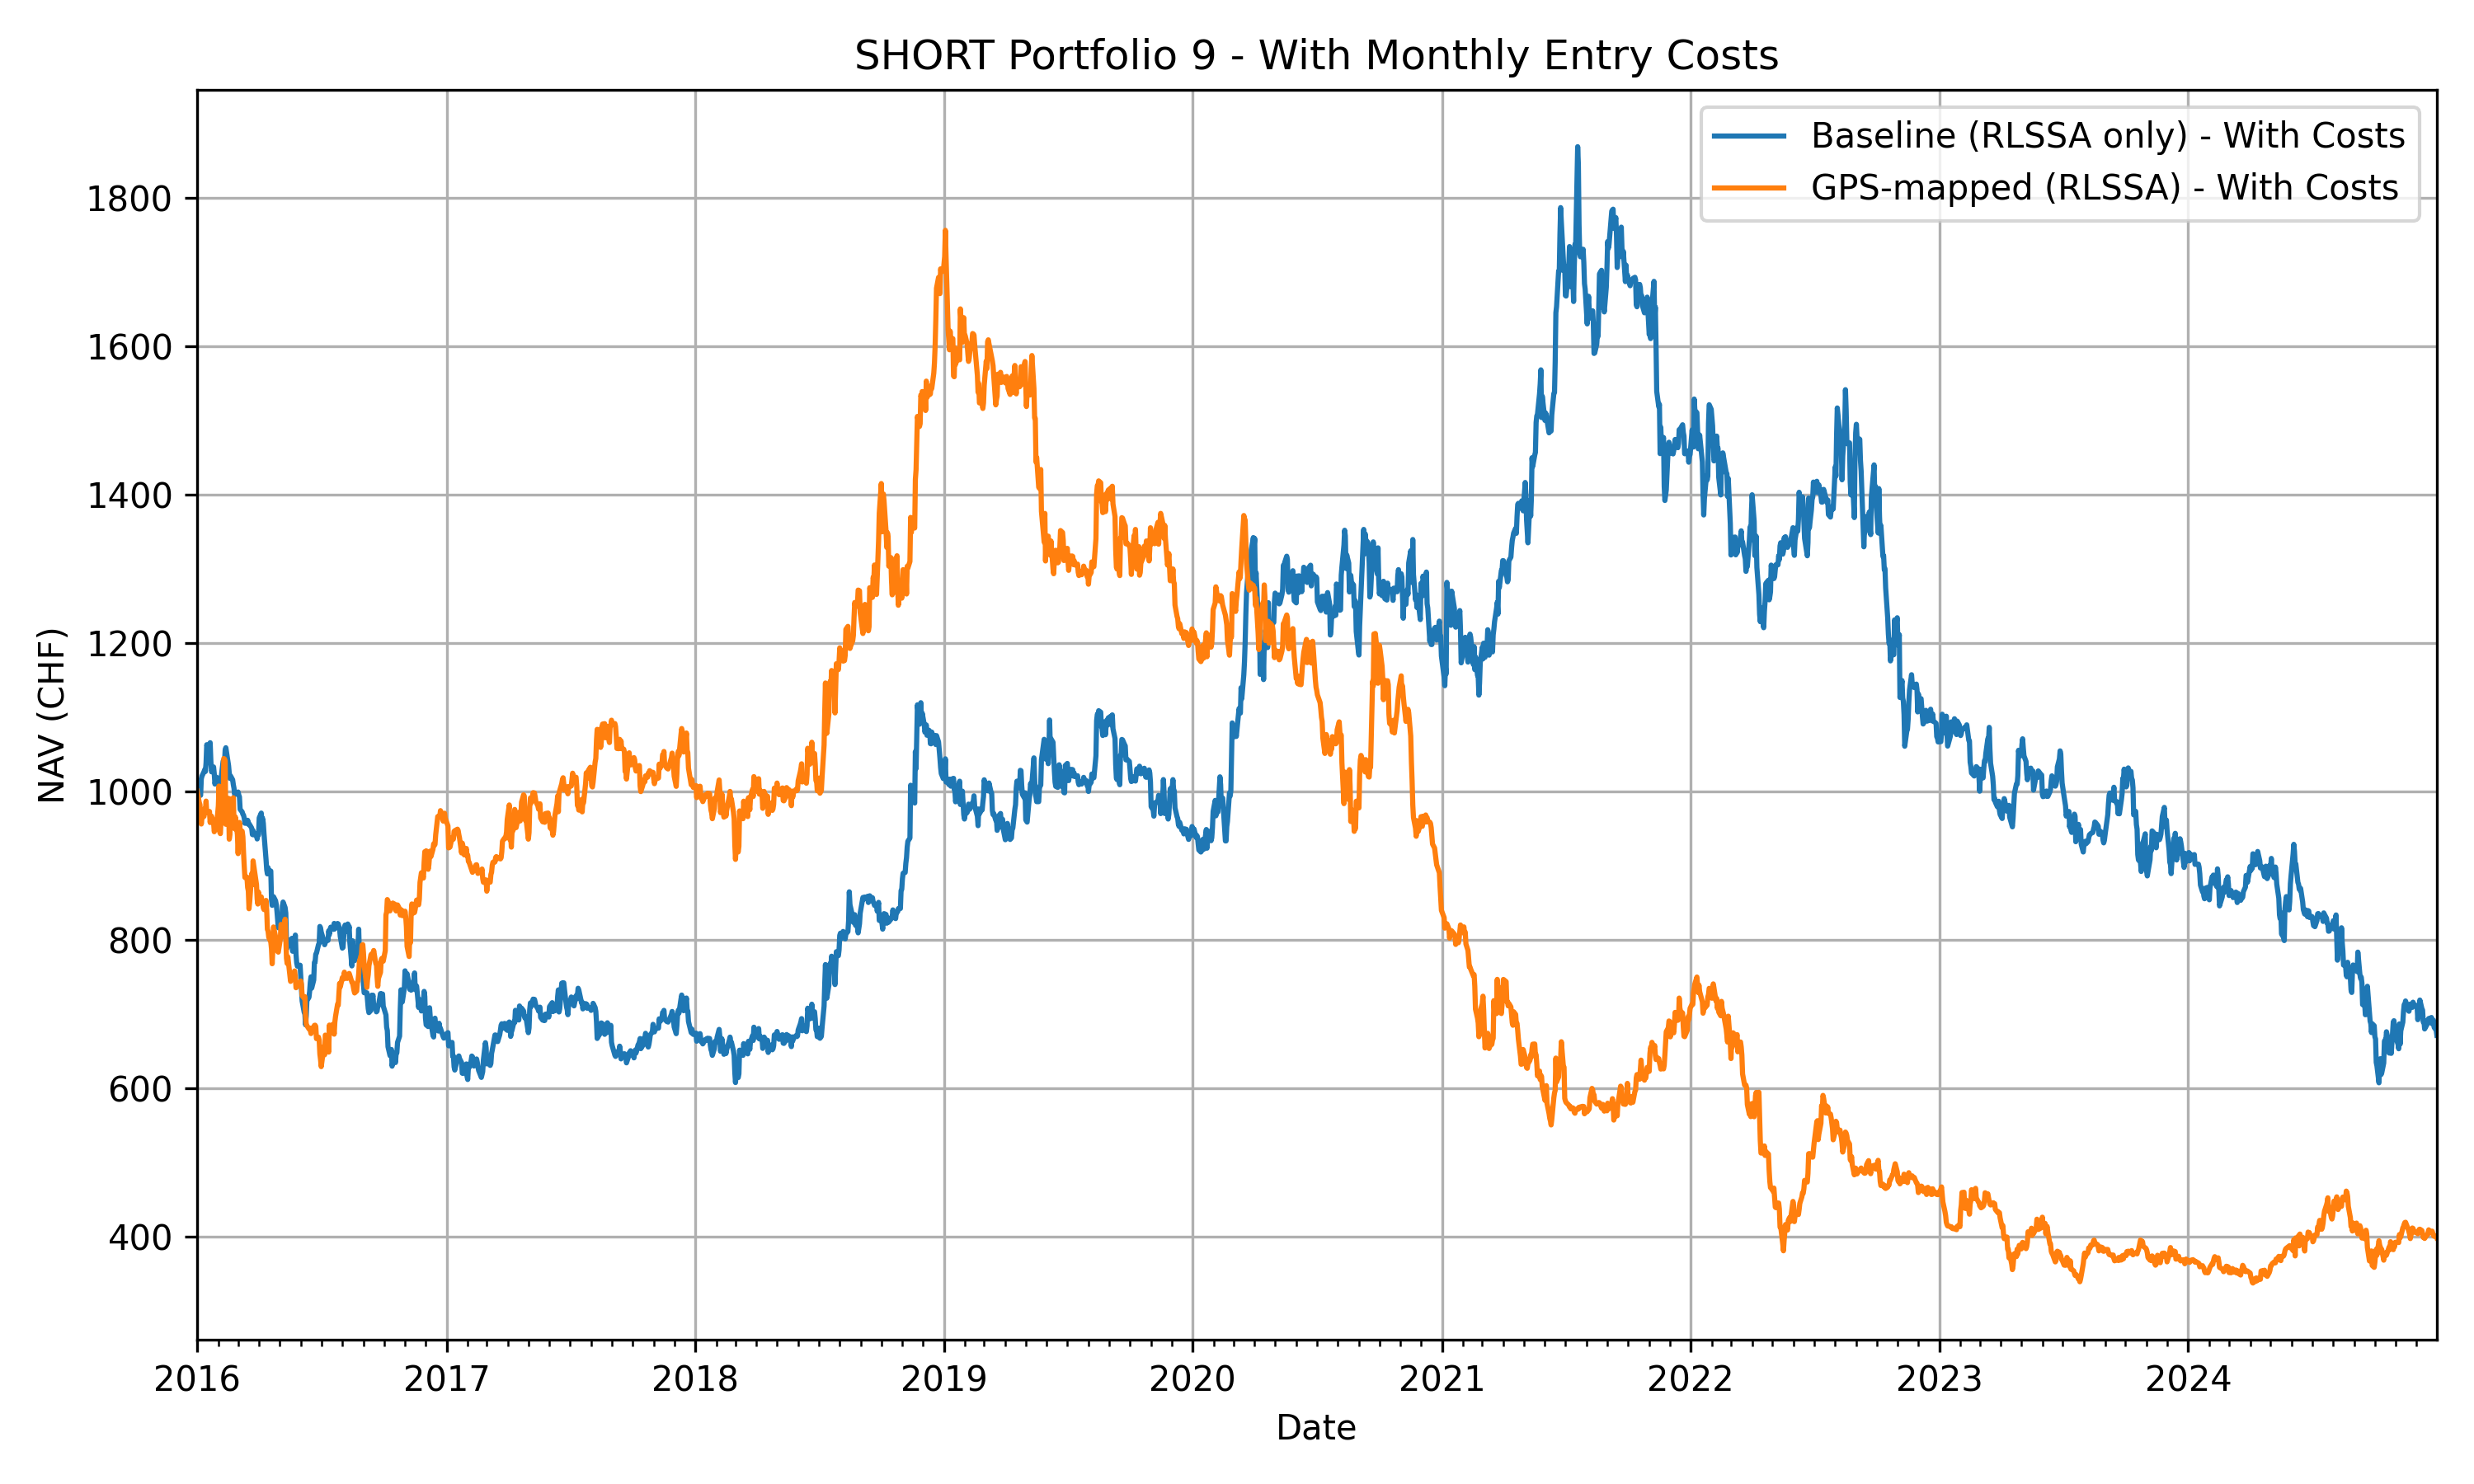 SHORT Portfolio 9 - With Monthly Entry Costs
Baseline (RLSSA only) - With Costs
GPS-mapped (RLSSA) - With Costs
NAV (CHF)
1800
1600
1400
1200
1000
800
600
400
2016 2017 2018 2019 2020 2021 2022 2023 2024
Date